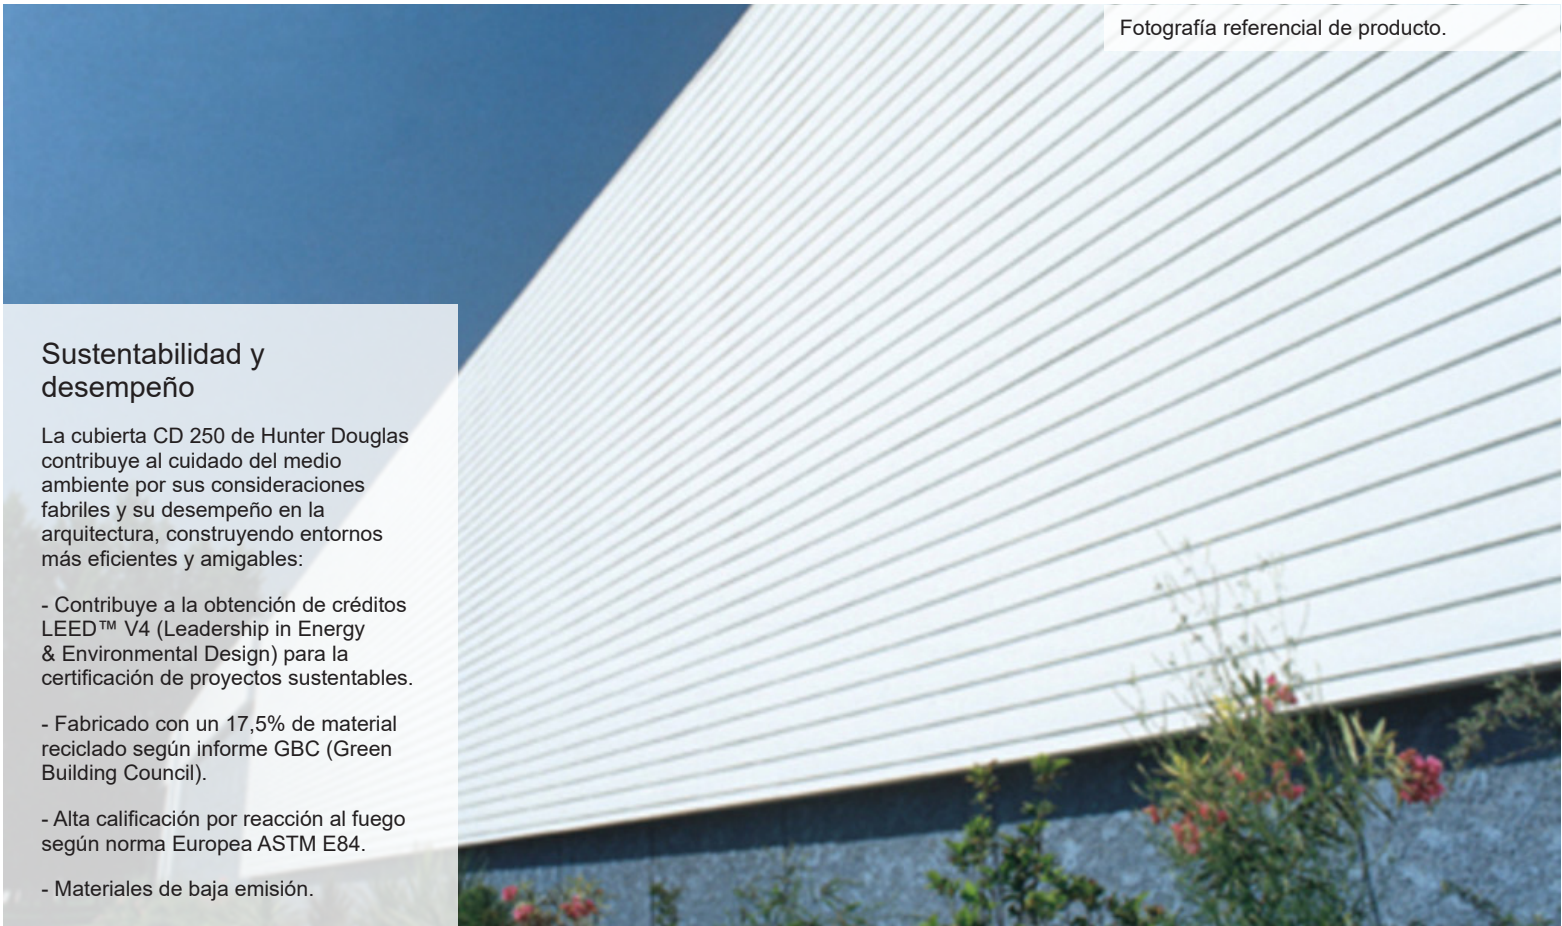 Fotografía referencial de producto.
Sustentabilidad y
desempeño
La cubierta CD 250 de Hunter Douglas
contribuye al cuidado del medio
ambiente por sus consideraciones
fabriles y su desempeño en la
arquitectura, construyendo entornos
más eficientes y amigables:
- Contribuye a la obtención de créditos
LEED™ V4 (Leadership in Energy
& Environmental Design) para la
certificación de proyectos sustentables.
- Fabricado con un 17,5% de material
reciclado según informe GBC (Green
Building Council).
- Alta calificación por reacción al fuego
según norma Europea ASTM E84.
- Materiales de baja emisión.